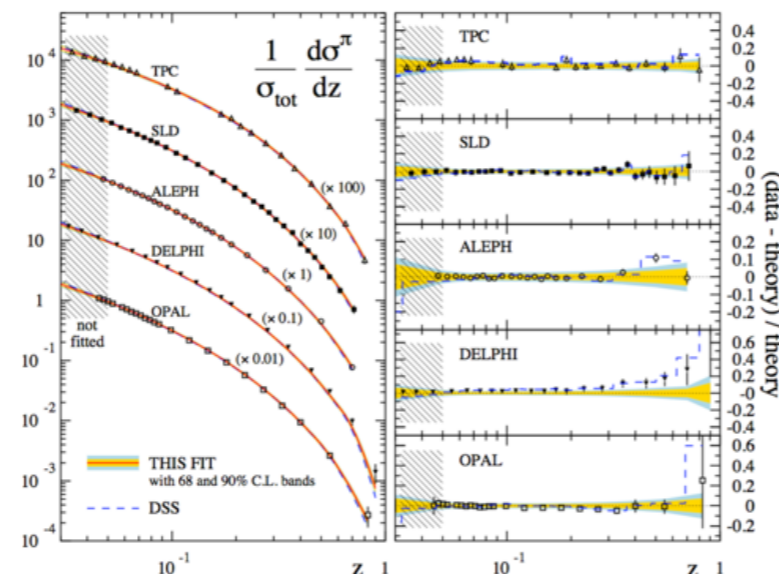 1/σ_tot dσ^π/dz
10^4
10^3
10^2
10
1
10^-1
10^-2
10^-3
10^-4
TPC
SLD
ALEPH
DELPHI
OPAL
(× 100)
(× 10)
(× 1)
(× 0.1)
(× 0.01)
not
fitted
THIS FIT
with 68 and 90% C.L. bands
DSS
10^-1
z
1
TPC
0.4
0.2
0
-0.2
-0.4
SLD
0.4
0.2
0
-0.2
-0.4
ALEPH
0.2
0.1
0
-0.1
-0.2
DELPHI
0.6
0.4
0.2
0
-0.2
-0.4
OPAL
0.6
0.4
0.2
0
-0.2
(data - theory) / theory
10^-1
z
1